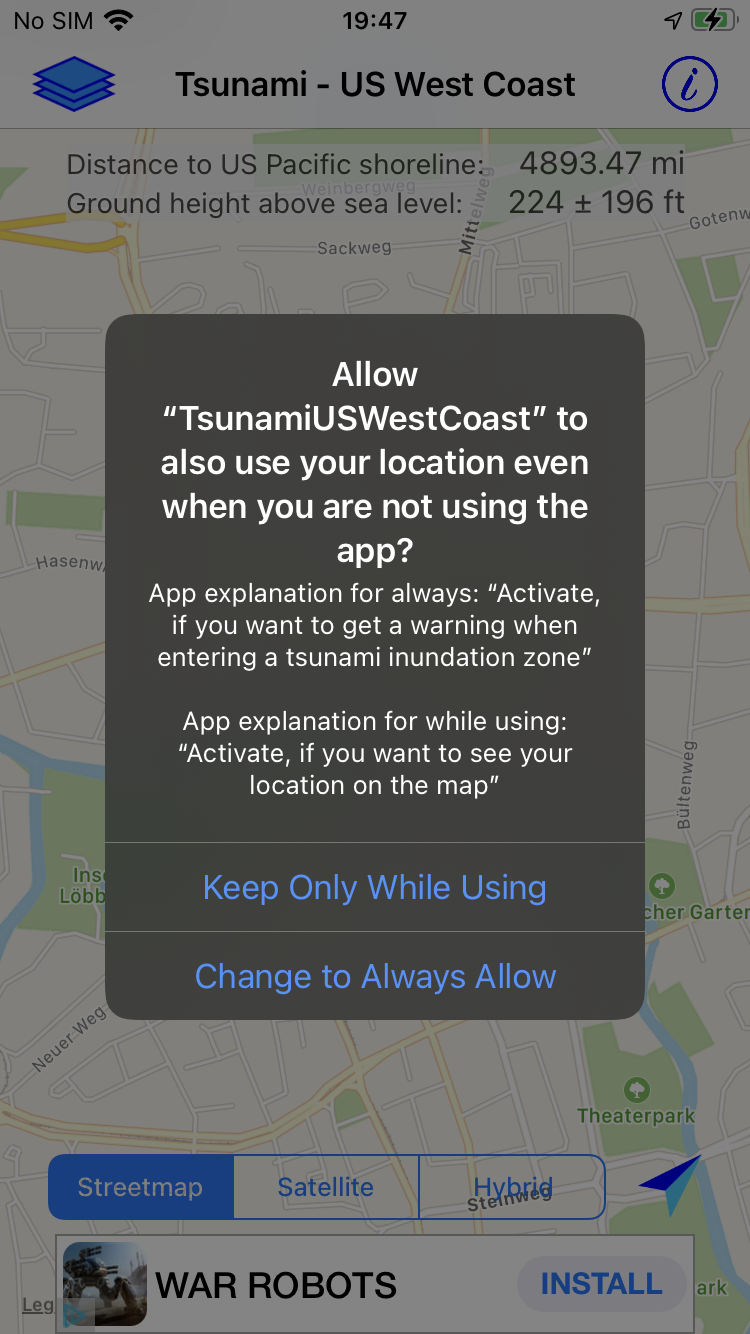 No SIM 19:47
Tsunami - US West Coast i
Distance to US Pacific shoreline: 4893.47 mi
Weinbergweg
Ground height above sea level: 224 ± 196 ft
Mittelweg
Gotenw
Sackweg
Allow
“TsunamiUSWestCoast” to
also use your location even
when you are not using the
app?
Hasenw
App explanation for always: “Activate,
if you want to get a warning when
entering a tsunami inundation zone”
App explanation for while using:
“Activate, if you want to see your
location on the map”
Bültenweg
Keep Only While Using
Inse
Löbb
cher Garten
Change to Always Allow
Neuer Weg
Theaterpark
Streetmap Satellite Hybrid
Steinweg
WAR ROBOTS INSTALL
ark
Leg